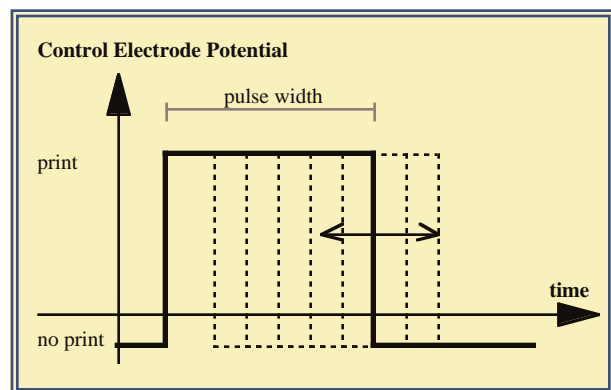 Control Electrode Potential
pulse width
print
time
no print